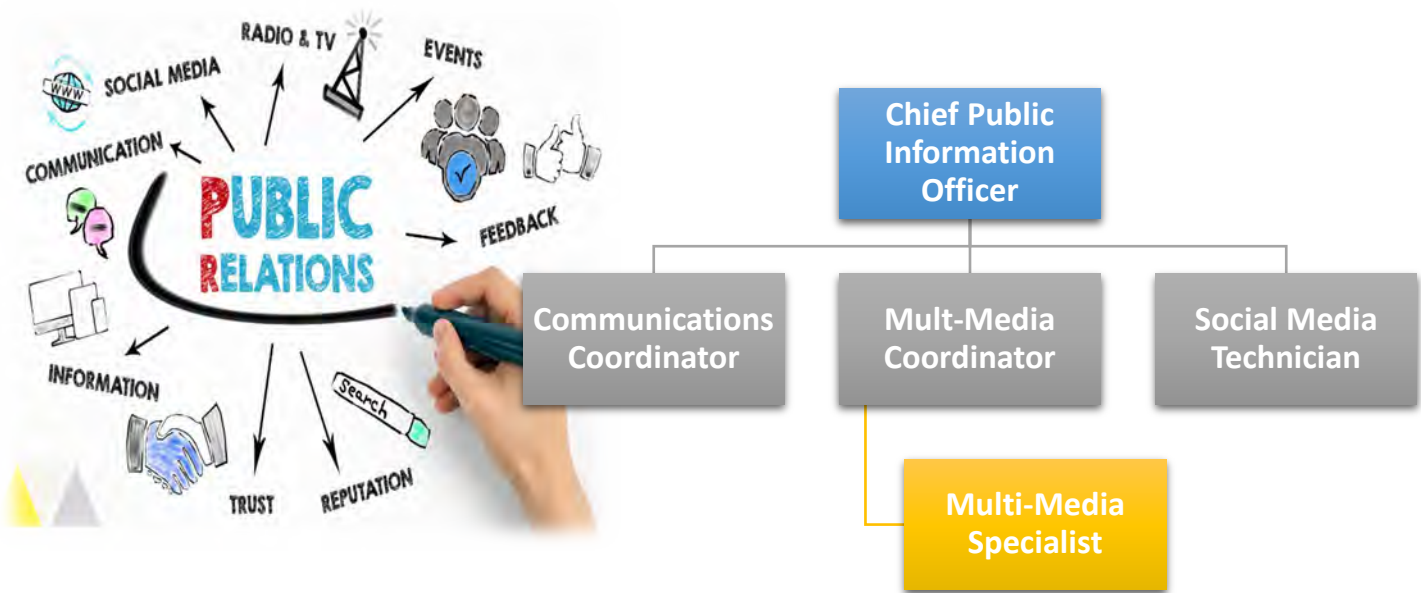 RADIO & TV
EVENTS
SOCIAL MEDIA
WWW
COMMUNICATION
PUBLIC
RELATIONS
FEEDBACK
INFORMATION
Search
TRUST
REPUTATION
Chief Public
Information
Officer
Communications
Coordinator
Mult-Media
Coordinator
Social Media
Technician
Multi-Media
Specialist